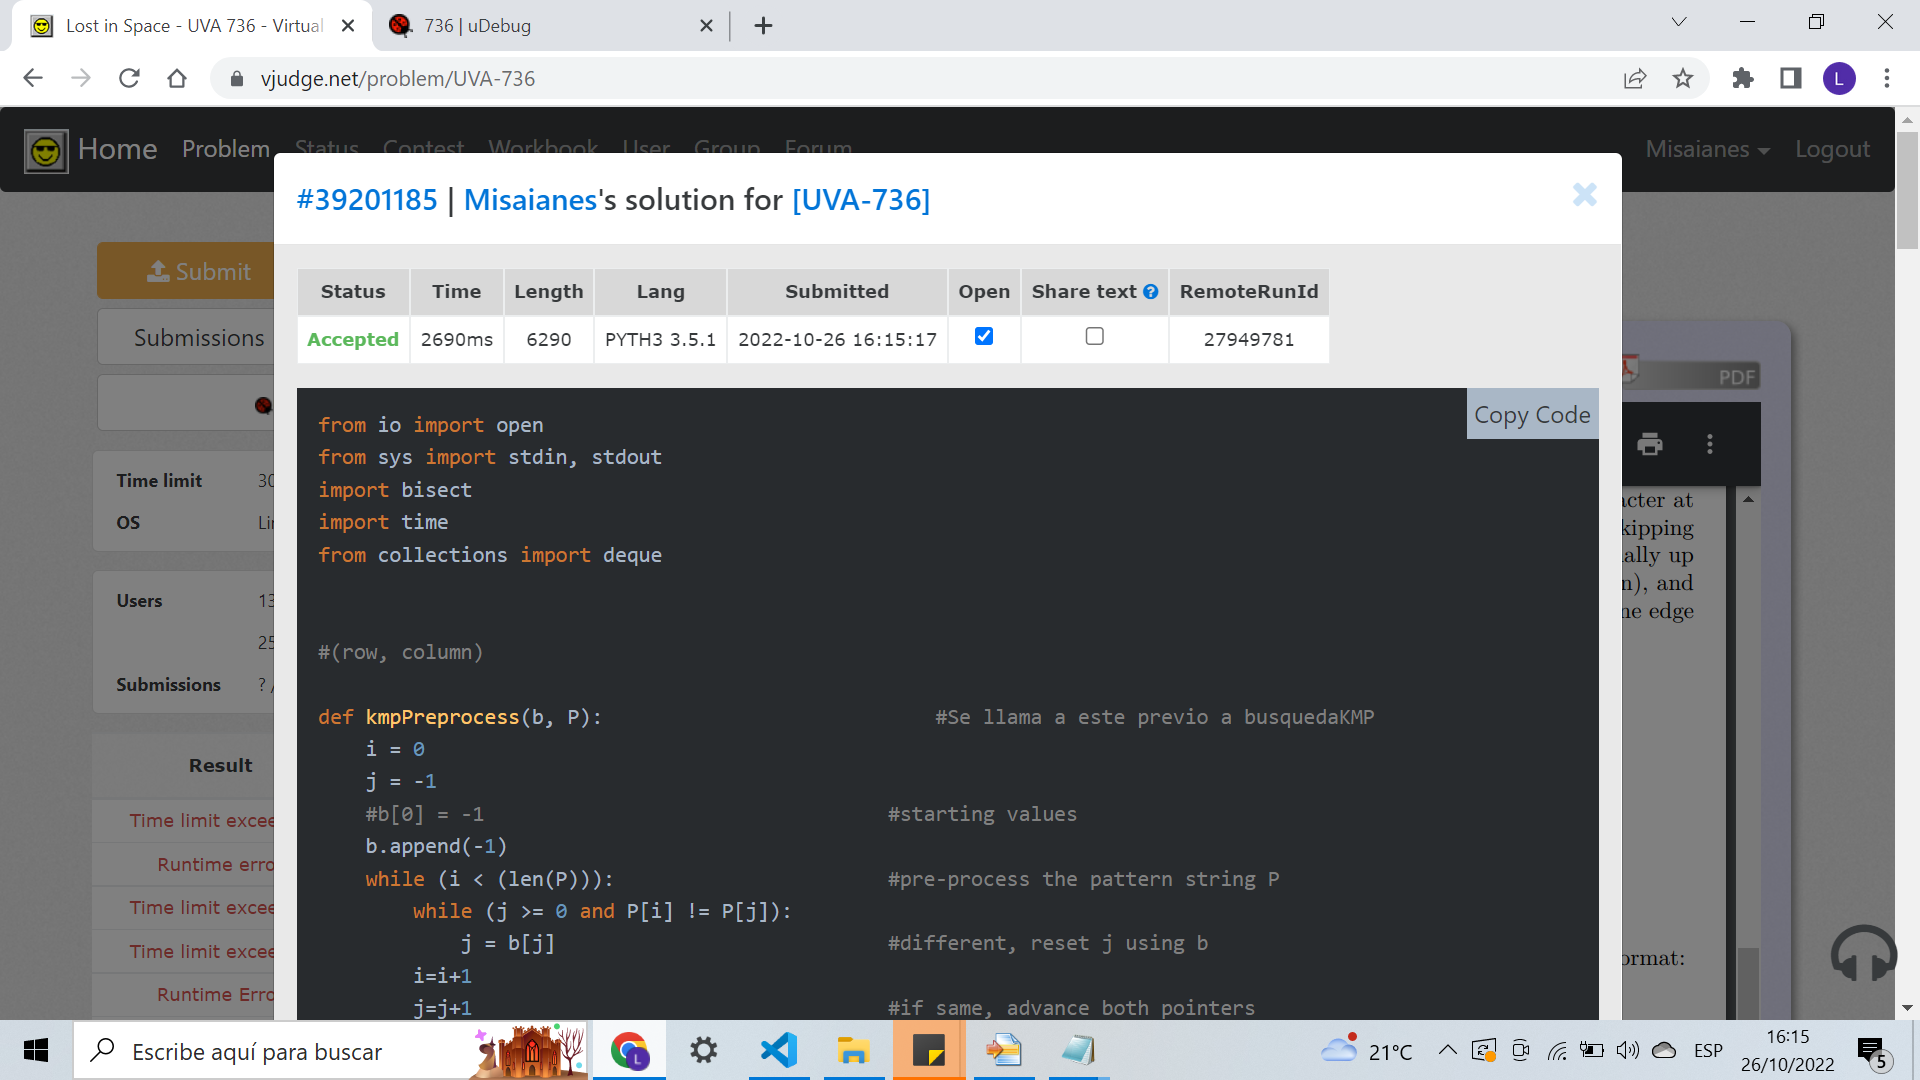 Lost in Space - UVA 736 - Virtual
736 | uDebug
vjudge.net/problem/UVA-736
L
Home Problem Status Contest Workbook User Group Forum Misaianes Logout
#39201185 | Misaianes's solution for [UVA-736]
Submit
Submissions
Status Time Length Lang Submitted Open Share text RemoteRunId
Accepted 2690ms 6290 PYTH3 3.5.1 2022-10-26 16:15:17 27949781
PDF
Copy Code
from io import open
from sys import stdin, stdout
import bisect
import time
from collections import deque
#(row, column)
def kmpPreprocess(b, P): #Se llama a este previo a busquedaKMP
i = 0
j = -1
#b[0] = -1 #starting values
b.append(-1)
while (i < (len(P))): #pre-process the pattern string P
while (j >= 0 and P[i] != P[j]):
j = b[j] #different, reset j using b
i=i+1
j=j+1 #if same, advance both pointers
Time limit 30
OS Li
Users 13
25
Submissions ? /
Result
Time limit excee
Runtime erro
Time limit excee
Time limit excee
Runtime Erro
acter at
kipping
ally up
n), and
ne edge
ormat:
Escribe aquí para buscar
L
21°C
ESP
16:15
26/10/2022
5